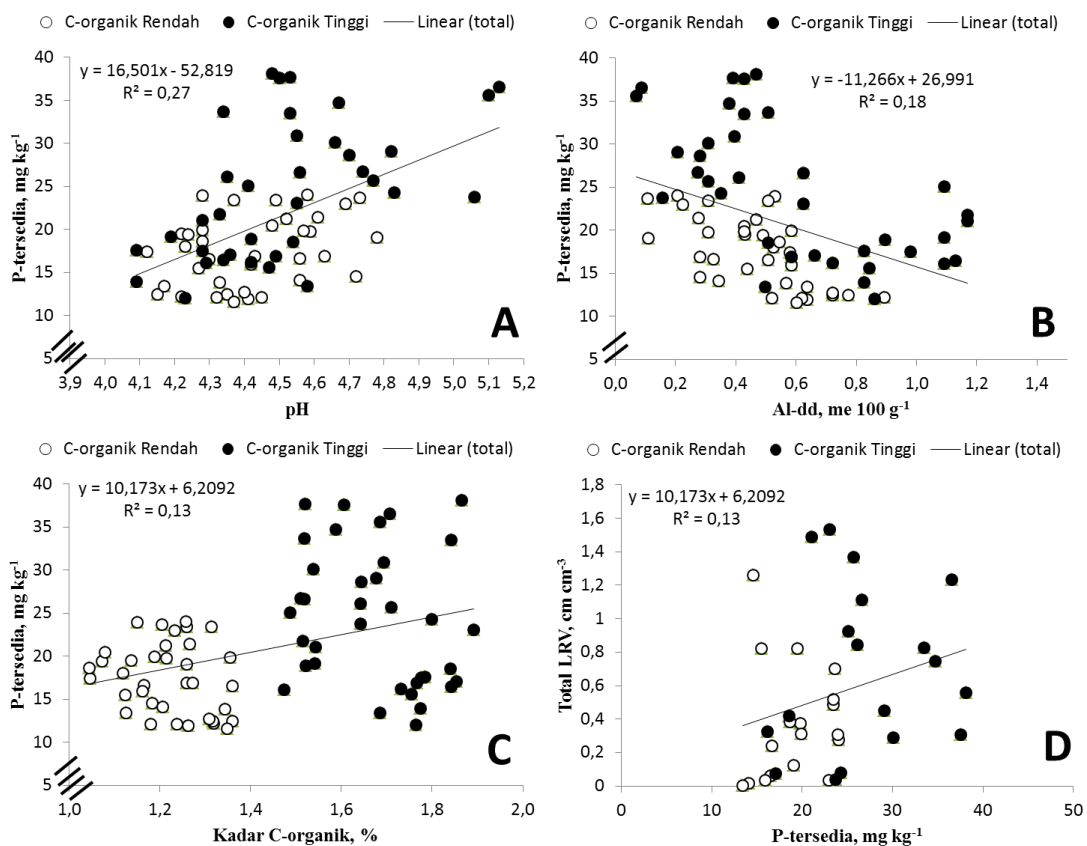 C-organik Rendah C-organik Tinggi Linear (total)
y = 16,501x - 52,819
R² = 0,27
P-tersedia, mg kg⁻¹
40
35
30
25
20
15
10
5
3,9 4,0 4,1 4,2 4,3 4,4 4,5 4,6 4,7 4,8 4,9 5,0 5,1 5,2
pH
A
C-organik Rendah C-organik Tinggi Linear (total)
y = -11,266x + 26,991
R² = 0,18
P-tersedia, mg kg⁻¹
40
35
30
25
20
15
10
5
0,0 0,2 0,4 0,6 0,8 1,0 1,2 1,4
Al-dd, me 100 g⁻¹
B
C-organik Rendah C-organik Tinggi Linear (total)
y = 10,173x + 6,2092
R² = 0,13
P-tersedia, mg kg⁻¹
40
35
30
25
20
15
10
5
1,0 1,2 1,4 1,6 1,8 2,0
Kadar C-organik, %
C
C-organik Rendah C-organik Tinggi Linear (total)
y = 10,173x + 6,2092
R² = 0,13
Total LRV, cm cm⁻³
1,8
1,6
1,4
1,2
1
0,8
0,6
0,4
0,2
0
0 10 20 30 40 50
P-tersedia, mg kg⁻¹
D